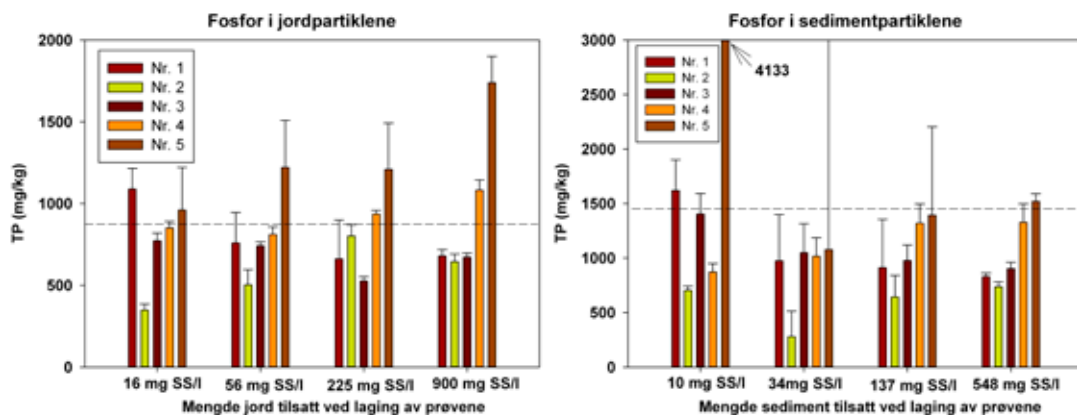 Fosfor i jordpartiklene
TP (mg/kg)
2000
1500
1000
500
0
Nr. 1
Nr. 2
Nr. 3
Nr. 4
Nr. 5
16 mg SS/l
56 mg SS/l
225 mg SS/l
900 mg SS/l
Mengde jord tilsatt ved laging av prøvene
Fosfor i sedimentpartiklene
TP (mg/kg)
3000
2500
2000
1500
1000
500
0
Nr. 1
Nr. 2
Nr. 3
Nr. 4
Nr. 5
4133
10 mg SS/l
34mg SS/l
137 mg SS/l
548 mg SS/l
Mengde sediment tilsatt ved laging av prøvene